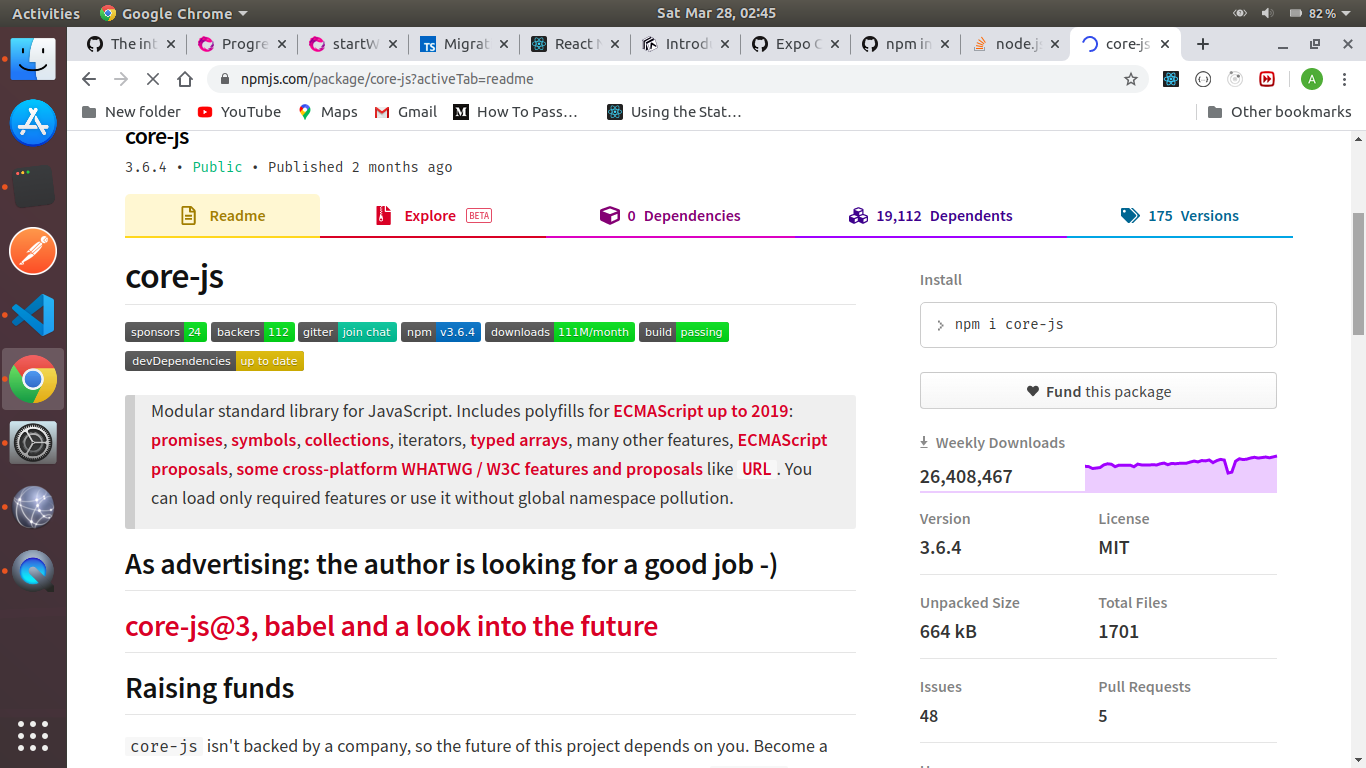 Activities
Google Chrome
Sat Mar 28, 02:45
82 %
The int
Progre
startW
Migrat
React N
Introdu
Expo C
npm in
node.js
core-js
npmjs.com/package/core-js?activeTab=readme
A
New folder
YouTube
Maps
Gmail
How To Pass...
Using the Stat...
Other bookmarks
core-js
3.6.4 • Public • Published 2 months ago
Readme
Explore BETA
0 Dependencies
19,112 Dependents
175 Versions
core-js
sponsors 24 backers 112 gitter join chat npm v3.6.4 downloads 111M/month build passing
devDependencies up to date
Modular standard library for JavaScript. Includes polyfills for ECMAScript up to 2019:
promises, symbols, collections, iterators, typed arrays, many other features, ECMAScript
proposals, some cross-platform WHATWG / W3C features and proposals like URL . You
can load only required features or use it without global namespace pollution.
As advertising: the author is looking for a good job -)
core-js@3, babel and a look into the future
Raising funds
core-js isn't backed by a company, so the future of this project depends on you. Become a
Install
npm i core-js
Fund this package
Weekly Downloads
26,408,467
Version
License
3.6.4
MIT
Unpacked Size
Total Files
664 kB
1701
Issues
Pull Requests
48
5